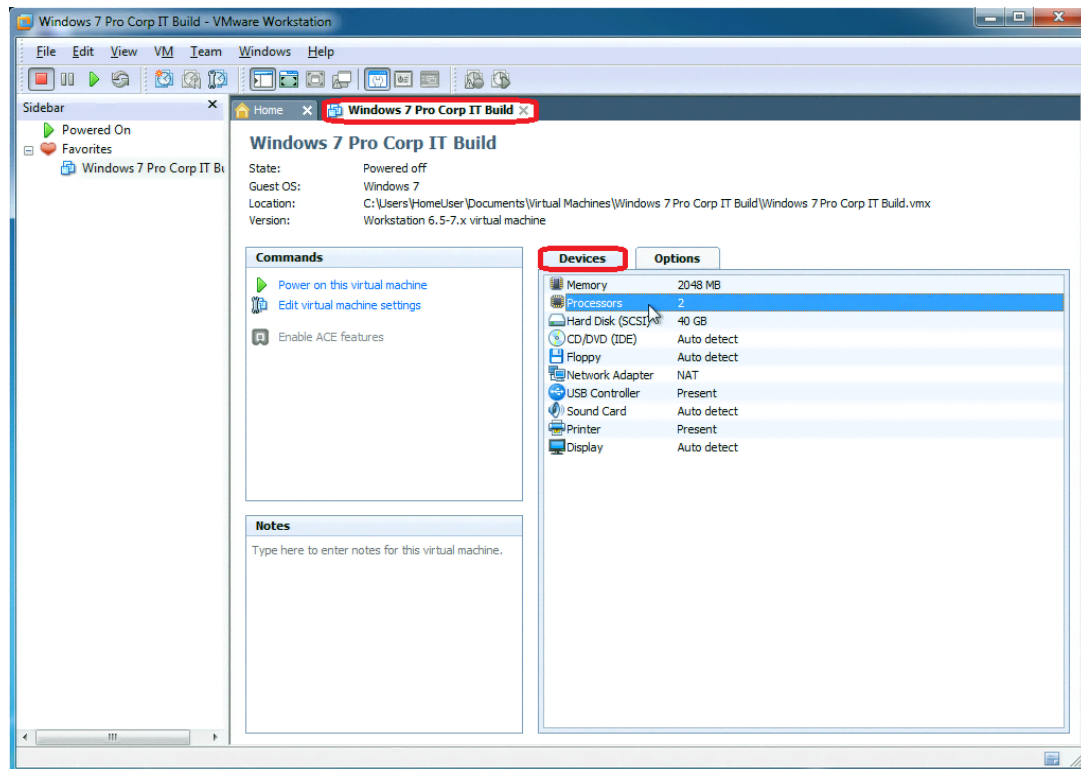 Windows 7 Pro Corp IT Build - VMware Workstation
File Edit View VM Team Windows Help
Sidebar
Powered On
Favorites
Windows 7 Pro Corp IT Bu
Home
Windows 7 Pro Corp IT Build
Windows 7 Pro Corp IT Build
State: Powered off
Guest OS: Windows 7
Location: C:\Users\HomeUser\Documents\Virtual Machines\Windows 7 Pro Corp IT Build\Windows 7 Pro Corp IT Build.vmx
Version: Workstation 6.5-7.x virtual machine
Commands
Power on this virtual machine
Edit virtual machine settings
Enable ACE features
Notes
Type here to enter notes for this virtual machine.
Devices Options
Memory 2048 MB
Processors 2
Hard Disk (SCSI) 40 GB
CD/DVD (IDE) Auto detect
Floppy Auto detect
Network Adapter NAT
USB Controller Present
Sound Card Auto detect
Printer Present
Display Auto detect